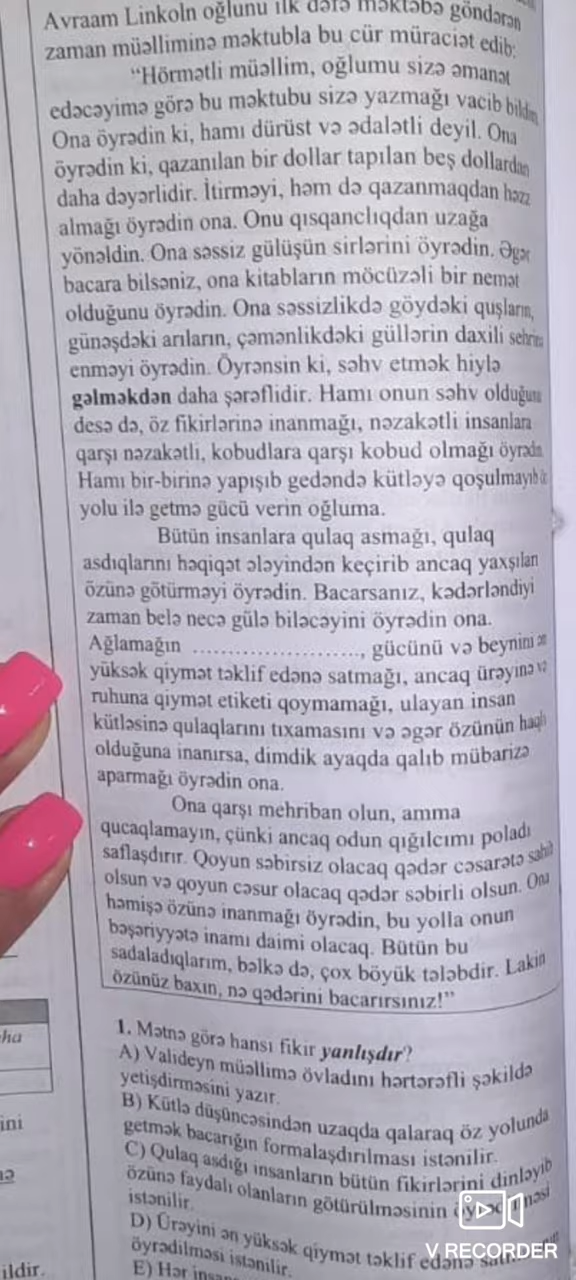 Avraam Linkoln oğlunu ilk dəfə məktəbə göndərən
zaman müəlliminə məktubla bu cür müraciət edib:
“Hörmətli müəllim, oğlumu sizə əmanət
edəcəyimə görə bu məktubu sizə yazmağı vacib bildim.
Ona öyrədin ki, hamı dürüst və ədalətli deyil. Ona
öyrədin ki, qazanılan bir dollar tapılan beş dollardan
daha dəyərlidir. İtirməyi, həm də qazanmaqdan həzz
almağı öyrədin ona. Onu qısqanclıqdan uzağa
yönəldin. Ona səssiz gülüşün sirlərini öyrədin. Əgər
bacara bilsəniz, ona kitabların möcüzəli bir nemət
olduğunu öyrədin. Ona səssizlikdə göydəki quşların,
günəşdəki arıların, çəmənlikdəki güllərin daxili sehrinə
enməyi öyrədin. Öyrənsin ki, səhv etmək hiylə
gəlməkdən daha şərəflidir. Hamı onun səhv olduğunu
desə də, öz fikirlərinə inanmağı, nəzakətli insanlara
qarşı nəzakətli, kobudlara qarşı kobud olmağı öyrədin.
Hamı bir-birinə yapışıb gedəndə kütləyə qoşulmayıb
yolu ilə getmə gücü verin oğluma.
Bütün insanlara qulaq asmağı, qulaq
asdıqlarını həqiqət ələyindən keçirib ancaq yaxşıları
özünə götürməyi öyrədin. Bacarsanız, kədərləndiyi
zaman belə necə gülə biləcəyini öyrədin ona.
Ağlamağın ......................, gücünü və beynini ən
yüksək qiymət təklif edənə satmağı, ancaq ürəyinə və
ruhuna qiymət etiketi qoymamağı, ulayan insan
kütləsinə qulaqlarını tıxamasını və əgər özünün haqlı
olduğuna inanırsa, dimdik ayaqda qalıb mübarizə
aparmağı öyrədin ona.
Ona qarşı mehriban olun, amma
qucaqlamayın, çünki ancaq odun qığılcımı poladı
saflaşdırır. Qoyun səbirsiz olacaq qədər cəsarətə sahib
olsun və qoyun cəsur olacaq qədər səbirli olsun. Ona
həmişə özünə inanmağı öyrədin, bu yolla onun
bəşəriyyətə inamı daimi olacaq. Bütün bu
sadaladıqlarım, bəlkə də, çox böyük tələbdir. Lakin
özünüz baxın, nə qədərini bacarırsınız!”
1. Mətnə görə hansı fikir yanlışdır?
A) Valideyn müəllimə övladını hərtərəfli şəkildə
yetişdirməsini yazır.
B) Kütlə düşüncəsindən uzaqda qalaraq öz yolunda
getmək bacarığın formalaşdırılması istənilir.
C) Qulaq asdığı insanların bütün fikirlərini dinləyib
özünə faydalı olanların götürülməsinin
istənilir.
D) Ürəyini ən yüksək qiymət təklif edənə
öyrədilməsi istənilir.
E) Hər
ha
ini
ildir.
V RECORDER